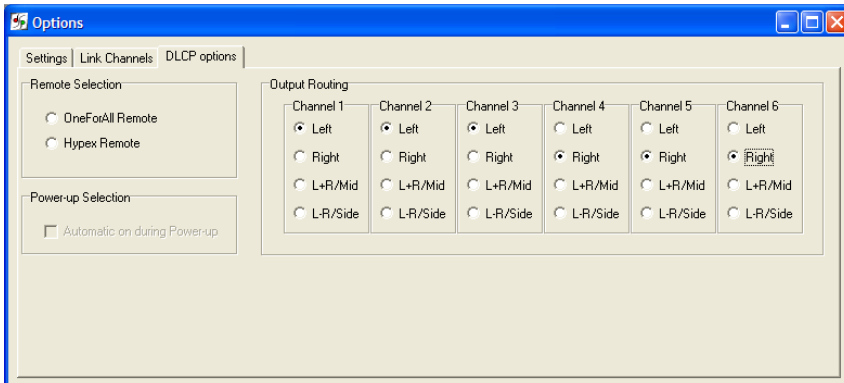 Options
Settings Link Channels DLCP options
Remote Selection
OneForAll Remote
Hypex Remote
Power-up Selection
Automatic on during Power-up
Output Routing
Channel 1 Channel 2 Channel 3 Channel 4 Channel 5 Channel 6
Left Left Left Left Left Left
Right Right Right Right Right Right
L+R/Mid L+R/Mid L+R/Mid L+R/Mid L+R/Mid L+R/Mid
L-R/Side L-R/Side L-R/Side L-R/Side L-R/Side L-R/Side